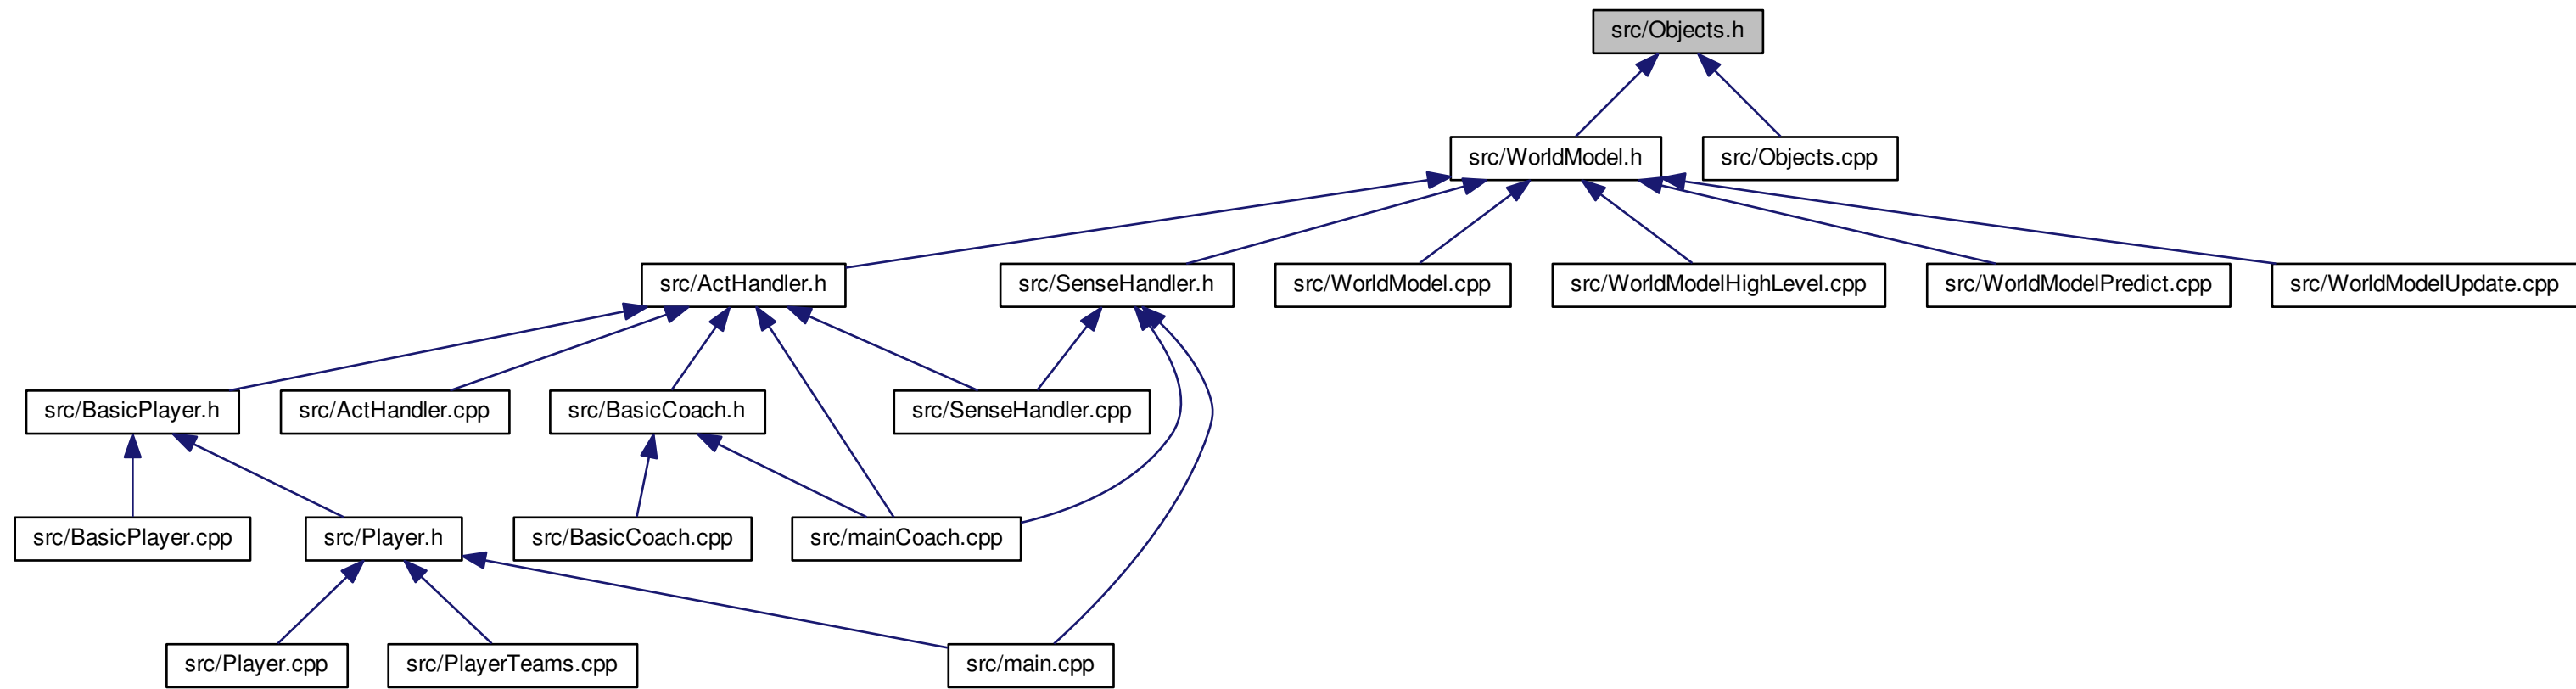 src/Objects.h
src/WorldModel.h
src/Objects.cpp
src/ActHandler.h
src/SenseHandler.h
src/WorldModel.cpp
src/WorldModelHighLevel.cpp
src/WorldModelPredict.cpp
src/WorldModelUpdate.cpp
src/BasicPlayer.h
src/ActHandler.cpp
src/BasicCoach.h
src/SenseHandler.cpp
src/BasicPlayer.cpp
src/Player.h
src/BasicCoach.cpp
src/mainCoach.cpp
src/Player.cpp
src/PlayerTeams.cpp
src/main.cpp